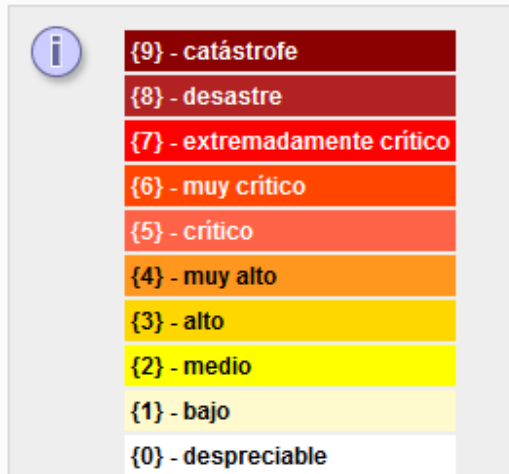 i
{9} - catástrofe
{8} - desastre
{7} - extremadamente crítico
{6} - muy crítico
{5} - crítico
{4} - muy alto
{3} - alto
{2} - medio
{1} - bajo
{0} - despreciable